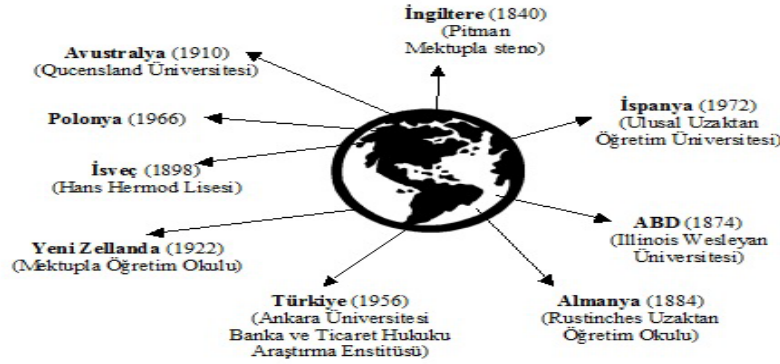 İngiltere (1840)
(Pitman
Mektupla steno)
Avustralya (1910)
(Qucensland Üniversitesi)
Polonya (1966)
İspanya (1972)
(Ulusal Uzaktan
Öğretim Üniversitesi)
İsveç (1898)
(Hans Hermod Lisesi)
ABD (1874)
(Illinois Wesleyan
Üniversitesi)
Yeni Zellanda (1922)
(Mektupla Öğretim Okulu)
Türkiye (1956)
(Ankara Üniversitesi
Banka ve Ticaret Hukuku
Araştırma Enstitüsü)
Almanya (1884)
(Rustinches Uzaktan
Öğretim Okulu)